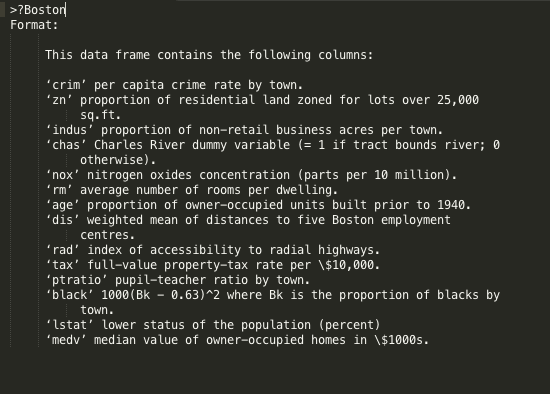 >?Boston
Format:
This data frame contains the following columns:
‘crim’ per capita crime rate by town.
‘zn’ proportion of residential land zoned for lots over 25,000
sq.ft.
‘indus’ proportion of non-retail business acres per town.
‘chas’ Charles River dummy variable (= 1 if tract bounds river; 0
otherwise).
‘nox’ nitrogen oxides concentration (parts per 10 million).
‘rm’ average number of rooms per dwelling.
‘age’ proportion of owner-occupied units built prior to 1940.
‘dis’ weighted mean of distances to five Boston employment
centres.
‘rad’ index of accessibility to radial highways.
‘tax’ full-value property-tax rate per \$10,000.
‘ptratio’ pupil-teacher ratio by town.
‘black’ 1000(Bk - 0.63)^2 where Bk is the proportion of blacks by
town.
‘lstat’ lower status of the population (percent)
‘medv’ median value of owner-occupied homes in \$1000s.